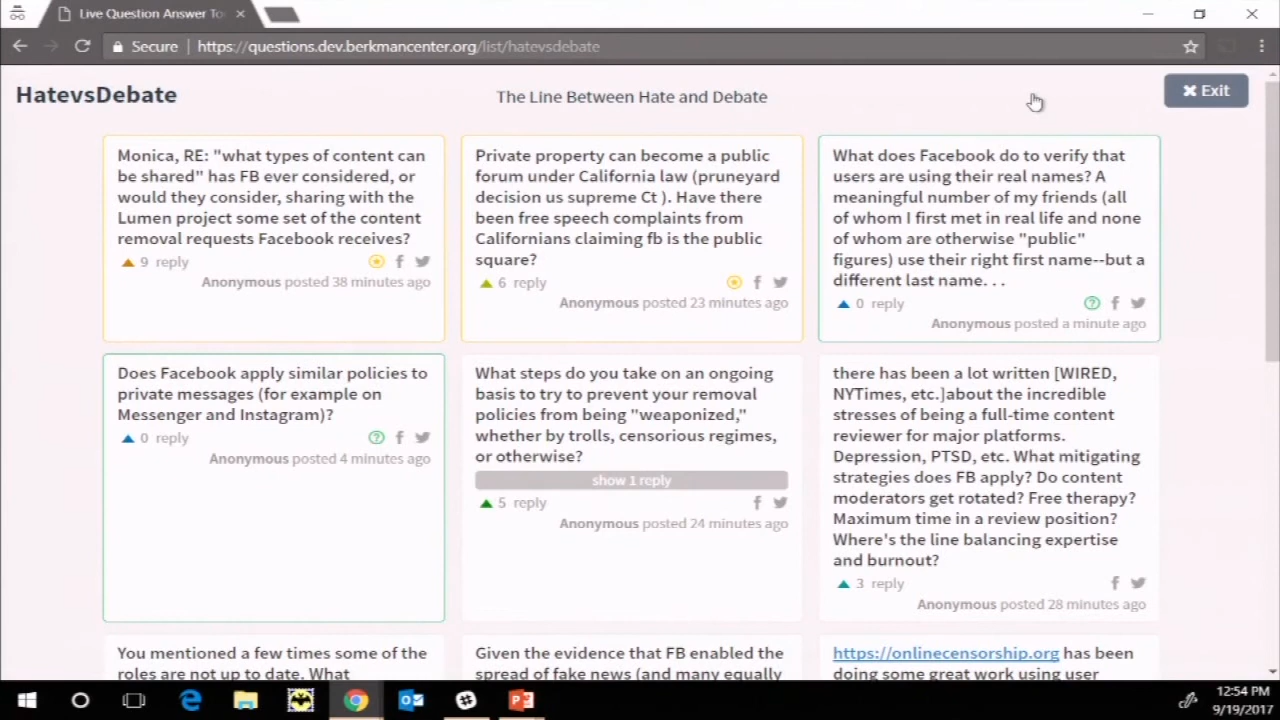 Live Question Answer To
Secure
https://questions.dev.berkmancenter.org/list/hatevsdebate
HatevsDebate
The Line Between Hate and Debate
Exit
Monica, RE: "what types of content can
be shared" has FB ever considered, or
would they consider, sharing with the
Lumen project some set of the content
removal requests Facebook receives?
9 reply
Anonymous posted 38 minutes ago
Private property can become a public
forum under California law (pruneyard
decision us supreme Ct ). Have there
been free speech complaints from
Californians claiming fb is the public
square?
6 reply
Anonymous posted 23 minutes ago
What does Facebook do to verify that
users are using their real names? A
meaningful number of my friends (all
of whom I first met in real life and none
of whom are otherwise "public"
figures) use their right first name--but a
different last name. . .
0 reply
Anonymous posted a minute ago
Does Facebook apply similar policies to
private messages (for example on
Messenger and Instagram)?
0 reply
Anonymous posted 4 minutes ago
What steps do you take on an ongoing
basis to try to prevent your removal
policies from being "weaponized,"
whether by trolls, censorious regimes,
or otherwise?
show 1 reply
5 reply
Anonymous posted 24 minutes ago
there has been a lot written [WIRED,
NYTimes, etc.]about the incredible
stresses of being a full-time content
reviewer for major platforms.
Depression, PTSD, etc. What mitigating
strategies does FB apply? Do content
moderators get rotated? Free therapy?
Maximum time in a review position?
Where's the line balancing expertise
and burnout?
3 reply
Anonymous posted 28 minutes ago
You mentioned a few times some of the
roles are not up to date. What
Given the evidence that FB enabled the
spread of fake news (and many equally
https://onlinecensorship.org has been
doing some great work using user
12:54 PM
9/19/2017